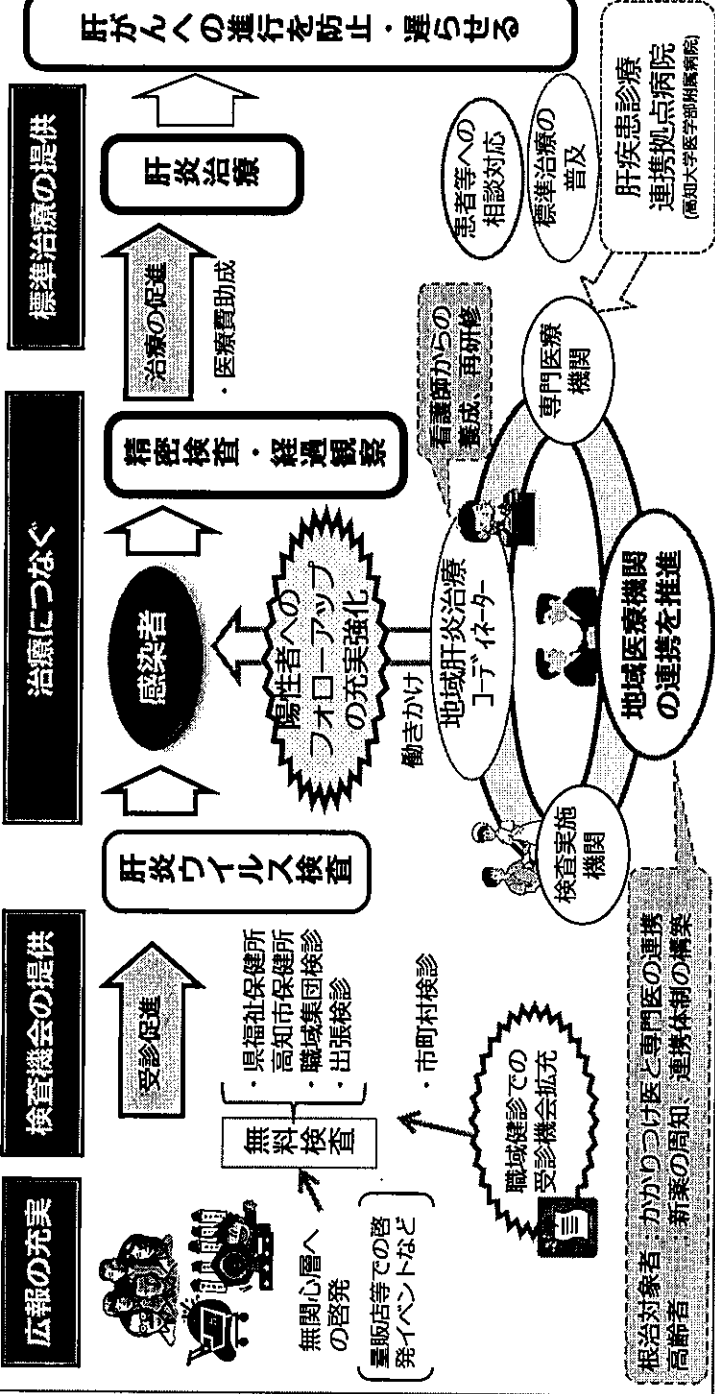 広報の充実
検査機会の提供
治療につなぐ
標準治療の提供
無関心層へ
の啓発
量販店等での啓
発イベントなど
受診促進
無料検査
・県福祉保健所
高知市保健所
・職域集団検診
・出張検診
・市町村検診
職域健診での
受診機会拡充
肝炎ウイルス検査
感染者
陽性者への
フォローアップ
の充実強化
働きかけ
地域肝炎治療
コーディネーター
検査実施
機関
専門医療
機関
地域医療機関
の連携を推進
看護師からの
養成、再研修
根治対象者：かかりつけ医と専門医の連携
高齢者　　：新薬の周知、連携体制の構築
精密検査・経過観察
治療の促進
・医療費助成
肝炎治療
肝がんへの進行を防止・遅らせる
患者等への
相談対応
標準治療の
普及
肝疾患診療
連携拠点病院
(高知大学医学部附属病院)